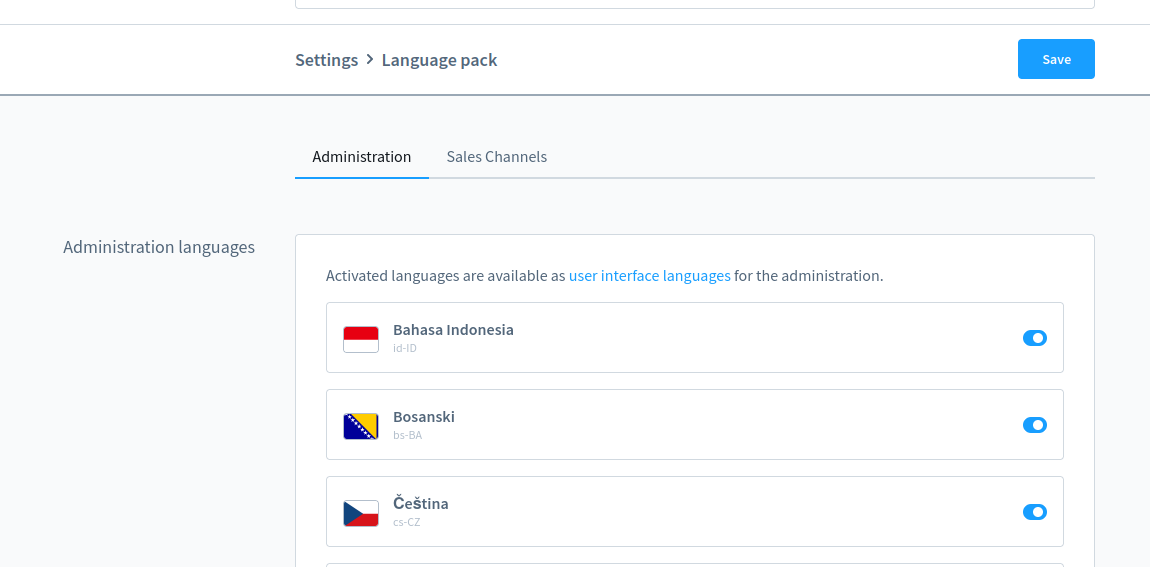 Settings > Language pack
Save
Administration
Sales Channels
Administration languages
Activated languages are available as user interface languages for the administration.
Bahasa Indonesia
id-ID
Bosanski
bs-BA
Čeština
cs-CZ